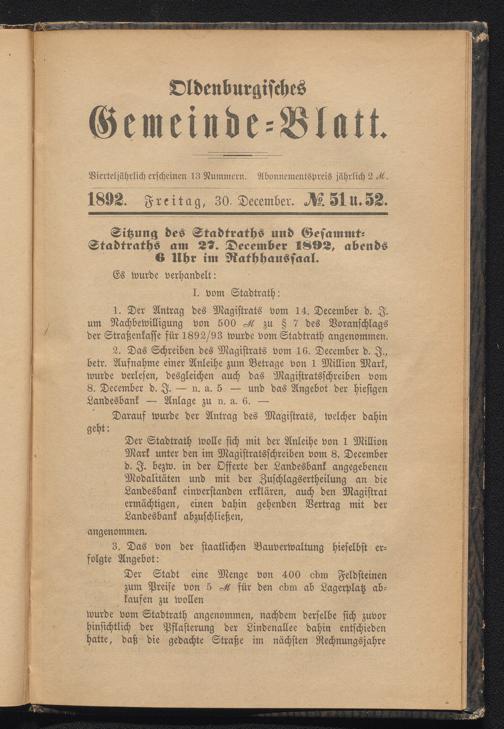 Oldenburgisches
Gemeinde-Blatt.
Vierteljährlich erscheinen 13 Nummern. Abonnementspreis jährlich 2 ℳ.
1892. Freitag, 30. December. № 51 u. 52.
Sitzung des Stadtraths und Gesammt-
Stadtraths am 27. December 1892, abends
6 Uhr im Rathhaussaal.
Es wurde verhandelt:
I. vom Stadtrath:
1. Der Antrag des Magistrats vom 14. December d. J.
um Nachbewilligung von 500 ℳ zu § 7 des Voranschlags
der Straßenkasse für 1892/93 wurde vom Stadtrath angenommen.
2. Das Schreiben des Magistrats vom 16. December d. J.,
betr. Aufnahme einer Anleihe zum Betrage von 1 Million Mark,
wurde verlesen, desgleichen auch das Magistratsschreiben vom
8. December d. J. — n. a. 5 — und das Angebot der hiesigen
Landesbank — Anlage zu n. a. 6. —
Darauf wurde der Antrag des Magistrats, welcher dahin
geht:
Der Stadtrath wolle sich mit der Anleihe von 1 Million
Mark unter den im Magistratsschreiben vom 8. December
d. J. bezw. in der Offerte der Landesbank angegebenen
Modalitäten und mit der Zuschlagsertheilung an die
Landesbank einverstanden erklären, auch den Magistrat
ermächtigen, einen dahin gehenden Vertrag mit der
Landesbank abzuschließen,
angenommen.
3. Das von der staatlichen Bauverwaltung hieselbst er-
folgte Angebot:
Der Stadt eine Menge von 400 cbm Feldsteinen
zum Preise von 5 ℳ für den cbm ab Lagerplatz ab-
kaufen zu wollen
wurde vom Stadtrath angenommen, nachdem derselbe sich zuvor
hinsichtlich der Pflasterung der Lindenallee dahin entschieden
hatte, daß die gedachte Straße im nächsten Rechnungsjahre